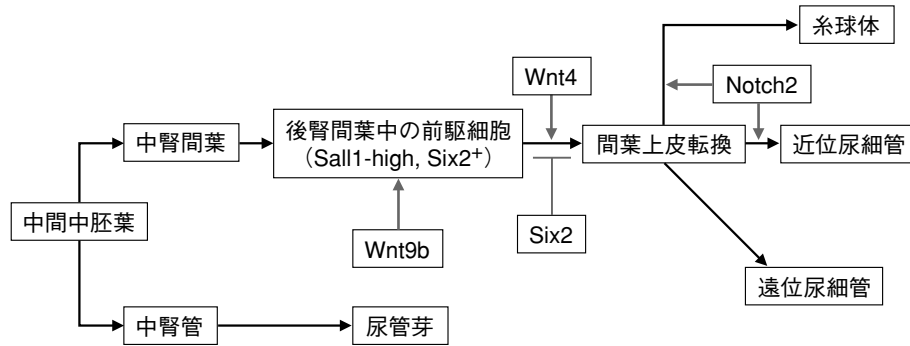 糸球体
Wnt4
Notch2
中腎間葉
後腎間葉中の前駆細胞
（Sall1-high, Six2⁺）
間葉上皮転換
近位尿細管
中間中胚葉
Wnt9b
Six2
遠位尿細管
中腎管
尿管芽